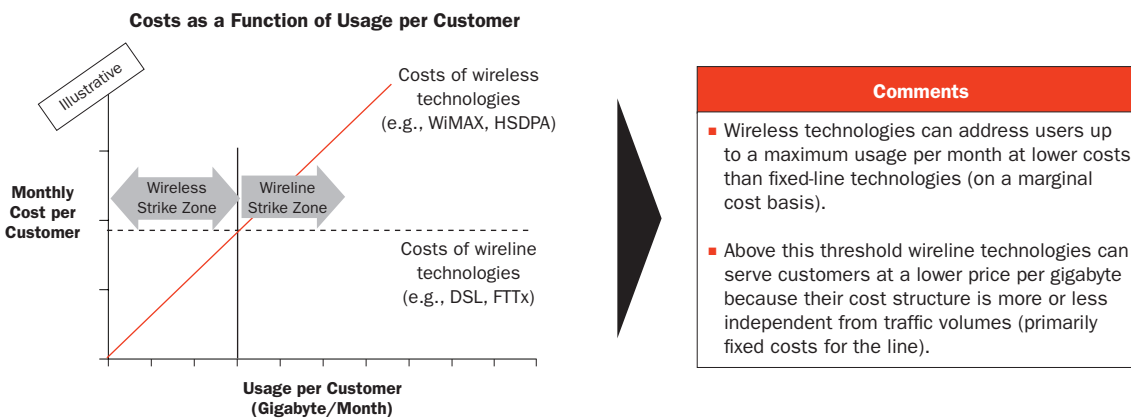 Costs as a Function of Usage per Customer
Illustrative
Costs of wireless
technologies
(e.g., WiMAX, HSDPA)
Wireless
Strike Zone
Wireline
Strike Zone
Monthly
Cost per
Customer
Costs of wireline
technologies
(e.g., DSL, FTTx)
Usage per Customer
(Gigabyte/Month)
Comments
Wireless technologies can address users up
to a maximum usage per month at lower costs
than fixed-line technologies (on a marginal
cost basis).
Above this threshold wireline technologies can
serve customers at a lower price per gigabyte
because their cost structure is more or less
independent from traffic volumes (primarily
fixed costs for the line).